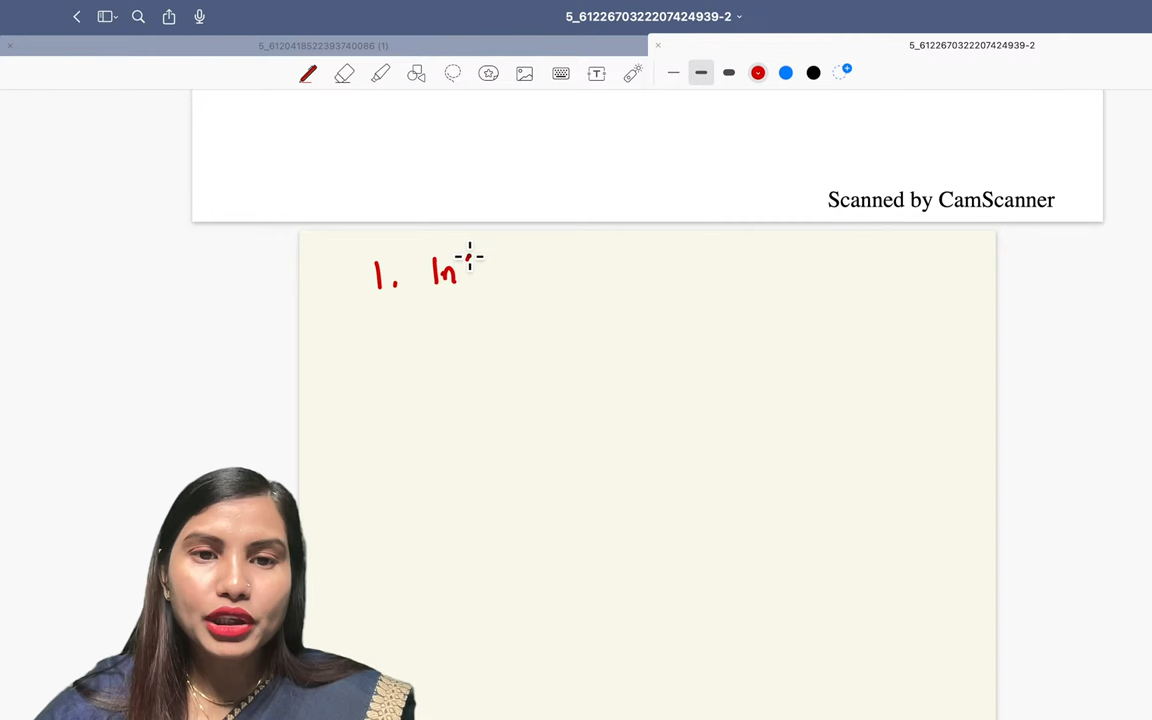 5_6122670322207424939-2
5_6120418522393740086 (1)
5_6122670322207424939-2
T
Scanned by CamScanner
1. In